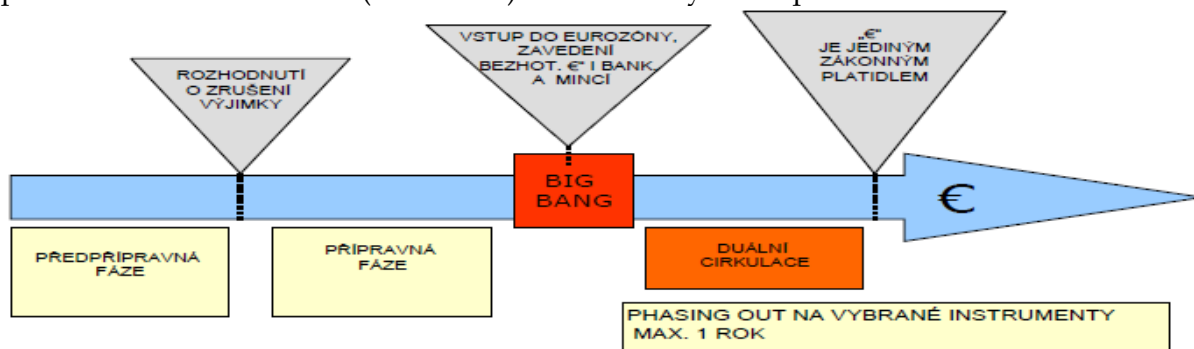 ROZHODNUTÍ
O ZRUŠENÍ
VÝJIMKY
VSTUP DO EUROZÓNY,
ZAVEDENÍ
BEZHOT. €“ I BANK.
A MINCÍ
„€“
JE JEDINÝM
ZÁKONNÝM
PLATIDLEM
BIG
BANG
€
PŘEDPŘÍPRAVNÁ
FÁZE
PŘÍPRAVNÁ
FÁZE
DUÁLNÍ
CIRKULACE
PHASING OUT NA VYBRANÉ INSTRUMENTY
MAX. 1 ROK